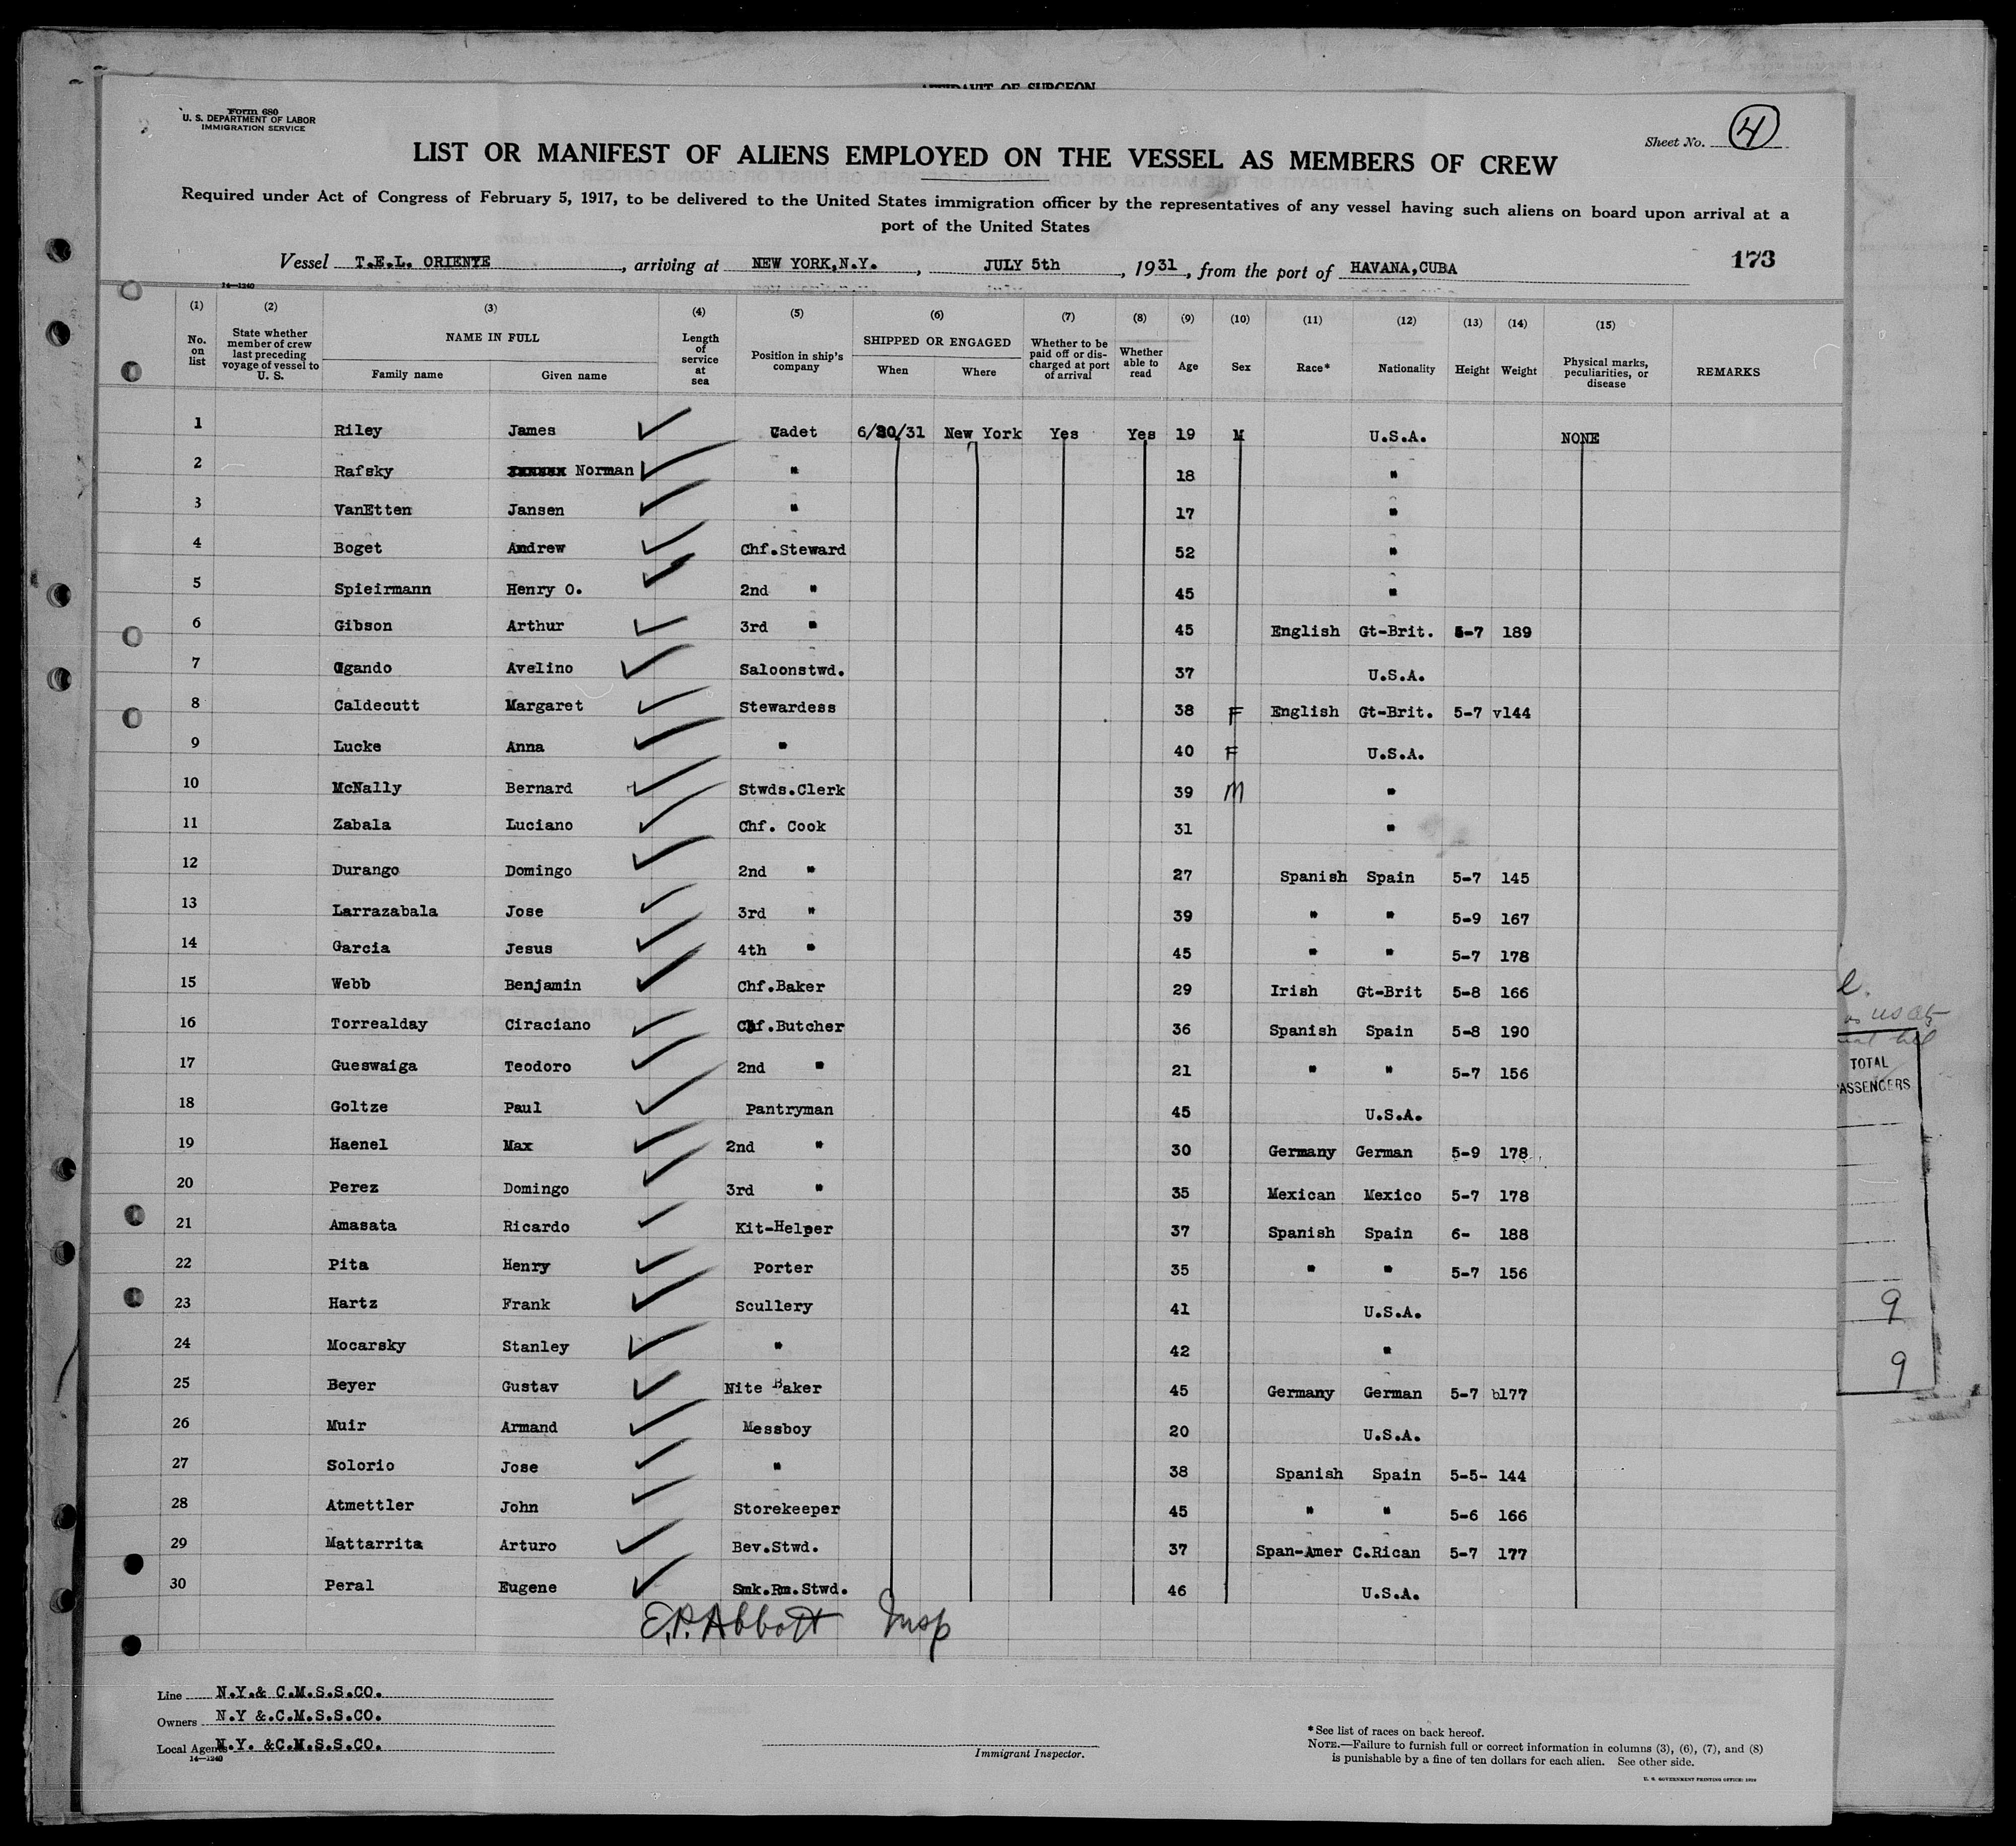 AFFIDAVIT OF SURGEON
Form 680
U. S. DEPARTMENT OF LABOR
IMMIGRATION SERVICE
Sheet No. 4
LIST OR MANIFEST OF ALIENS EMPLOYED ON THE VESSEL AS MEMBERS OF CREW
Required under Act of Congress of February 5, 1917, to be delivered to the United States immigration officer by the representatives of any vessel having such aliens on board upon arrival at a
port of the United States
Vessel T.E.L. ORIENTE, arriving at NEW YORK,N.Y., JULY 5th, 1931, from the port of HAVANA,CUBA 173
14—1240
(1) (2) (3) (4) (5) (6) (7) (8) (9) (10) (11) (12) (13) (14) (15)
No. on list State whether member of crew last preceding voyage of vessel to U. S. NAME IN FULL Family name Given name Length of service at sea Position in ship's company SHIPPED OR ENGAGED When Where Whether to be paid off or discharged at port of arrival Whether able to read Age Sex Race* Nationality Height Weight Physical marks, peculiarities, or disease REMARKS
1 Riley James Cadet 6/30/31 New York Yes Yes 19 M U.S.A. NONE
2 Rafsky Norman " 18 "
3 VanEtten Jansen " 17 "
4 Boget Andrew Chf.Steward 52 "
5 Spieirmann Henry O. 2nd " 45 "
6 Gibson Arthur 3rd " 45 English Gt-Brit. 5-7 189
7 Ogando Avelino Saloonstwd. 37 U.S.A.
8 Caldecutt Margaret Stewardess 38 F English Gt-Brit. 5-7 v144
9 Lucke Anna " 40 F U.S.A.
10 McNally Bernard Stwds.Clerk 39 M "
11 Zabala Luciano Chf. Cook 31 "
12 Durango Domingo 2nd " 27 Spanish Spain 5-7 145
13 Larrazabala Jose 3rd " 39 " " 5-9 167
14 Garcia Jesus 4th " 45 " " 5-7 178
15 Webb Benjamin Chf.Baker 29 Irish Gt-Brit 5-8 166
16 Torrealday Ciraciano Chf.Butcher 36 Spanish Spain 5-8 190
17 Gueswaiga Teodoro 2nd " 21 " " 5-7 156
18 Goltze Paul Pantryman 45 U.S.A.
19 Haenel Max 2nd " 30 Germany German 5-9 178
20 Perez Domingo 3rd " 35 Mexican Mexico 5-7 178
21 Amasata Ricardo Kit-Helper 37 Spanish Spain 6- 188
22 Pita Henry Porter 35 " " 5-7 156
23 Hartz Frank Scullery 41 U.S.A.
24 Mocarsky Stanley " 42 "
25 Beyer Gustav Nite Baker 45 Germany German 5-7 b177
26 Muir Armand Messboy 20 U.S.A.
27 Solorio Jose " 38 Spanish Spain 5-5- 144
28 Atmettler John Storekeeper 45 " " 5-6 166
29 Mattarrita Arturo Bev.Stwd. 37 Span-Amer C.Rican 5-7 177
30 Peral Eugene Smk.Rm.Stwd. 46 U.S.A.
E.P. Abbott Insp
TOTAL
PASSENGERS
9
9
Line N.Y.& C.M.S.S.CO.
Owners N.Y &.C.M.S.S.CO.
Local Agents N.Y. &C.M.S.S.CO.
14—1240
Immigrant Inspector.
*See list of races on back hereof.
NOTE.—Failure to furnish full or correct information in columns (3), (6), (7), and (8)
is punishable by a fine of ten dollars for each alien. See other side.
U. S. GOVERNMENT PRINTING OFFICE: 1930